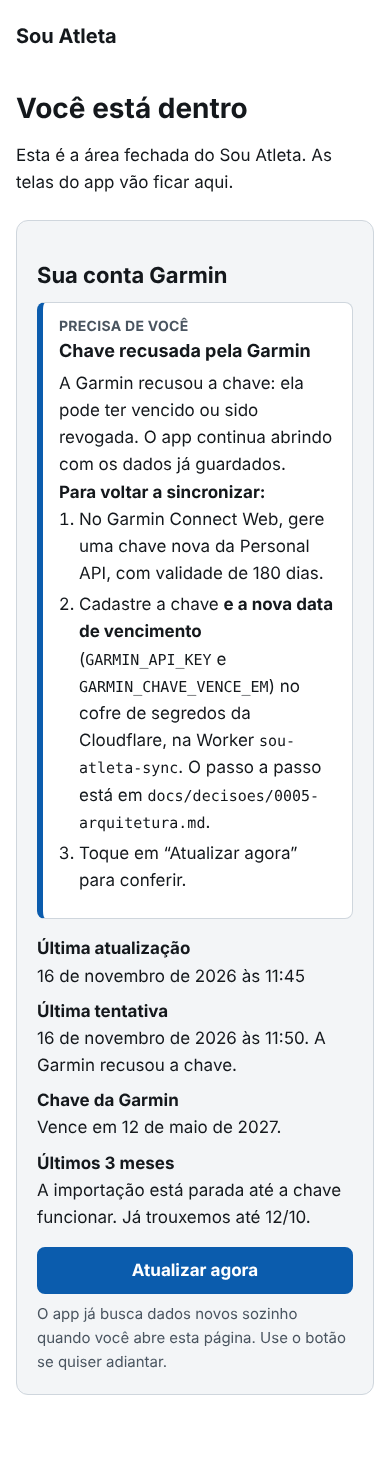 Sou Atleta
Você está dentro
Esta é a área fechada do Sou Atleta. As
telas do app vão ficar aqui.
Sua conta Garmin
PRECISA DE VOCÊ
Chave recusada pela Garmin
A Garmin recusou a chave: ela
pode ter vencido ou sido
revogada. O app continua abrindo
com os dados já guardados.
Para voltar a sincronizar:
1. No Garmin Connect Web, gere
uma chave nova da Personal
API, com validade de 180 dias.
2. Cadastre a chave e a nova data
de vencimento
(GARMIN_API_KEY e
GARMIN_CHAVE_VENCE_EM) no
cofre de segredos da
Cloudflare, na Worker sou-
atleta-sync. O passo a passo
está em docs/decisoes/0005-
arquitetura.md.
3. Toque em “Atualizar agora”
para conferir.
Última atualização
16 de novembro de 2026 às 11:45
Última tentativa
16 de novembro de 2026 às 11:50. A
Garmin recusou a chave.
Chave da Garmin
Vence em 12 de maio de 2027.
Últimos 3 meses
A importação está parada até a chave
funcionar. Já trouxemos até 12/10.
Atualizar agora
O app já busca dados novos sozinho
quando você abre esta página. Use o botão
se quiser adiantar.